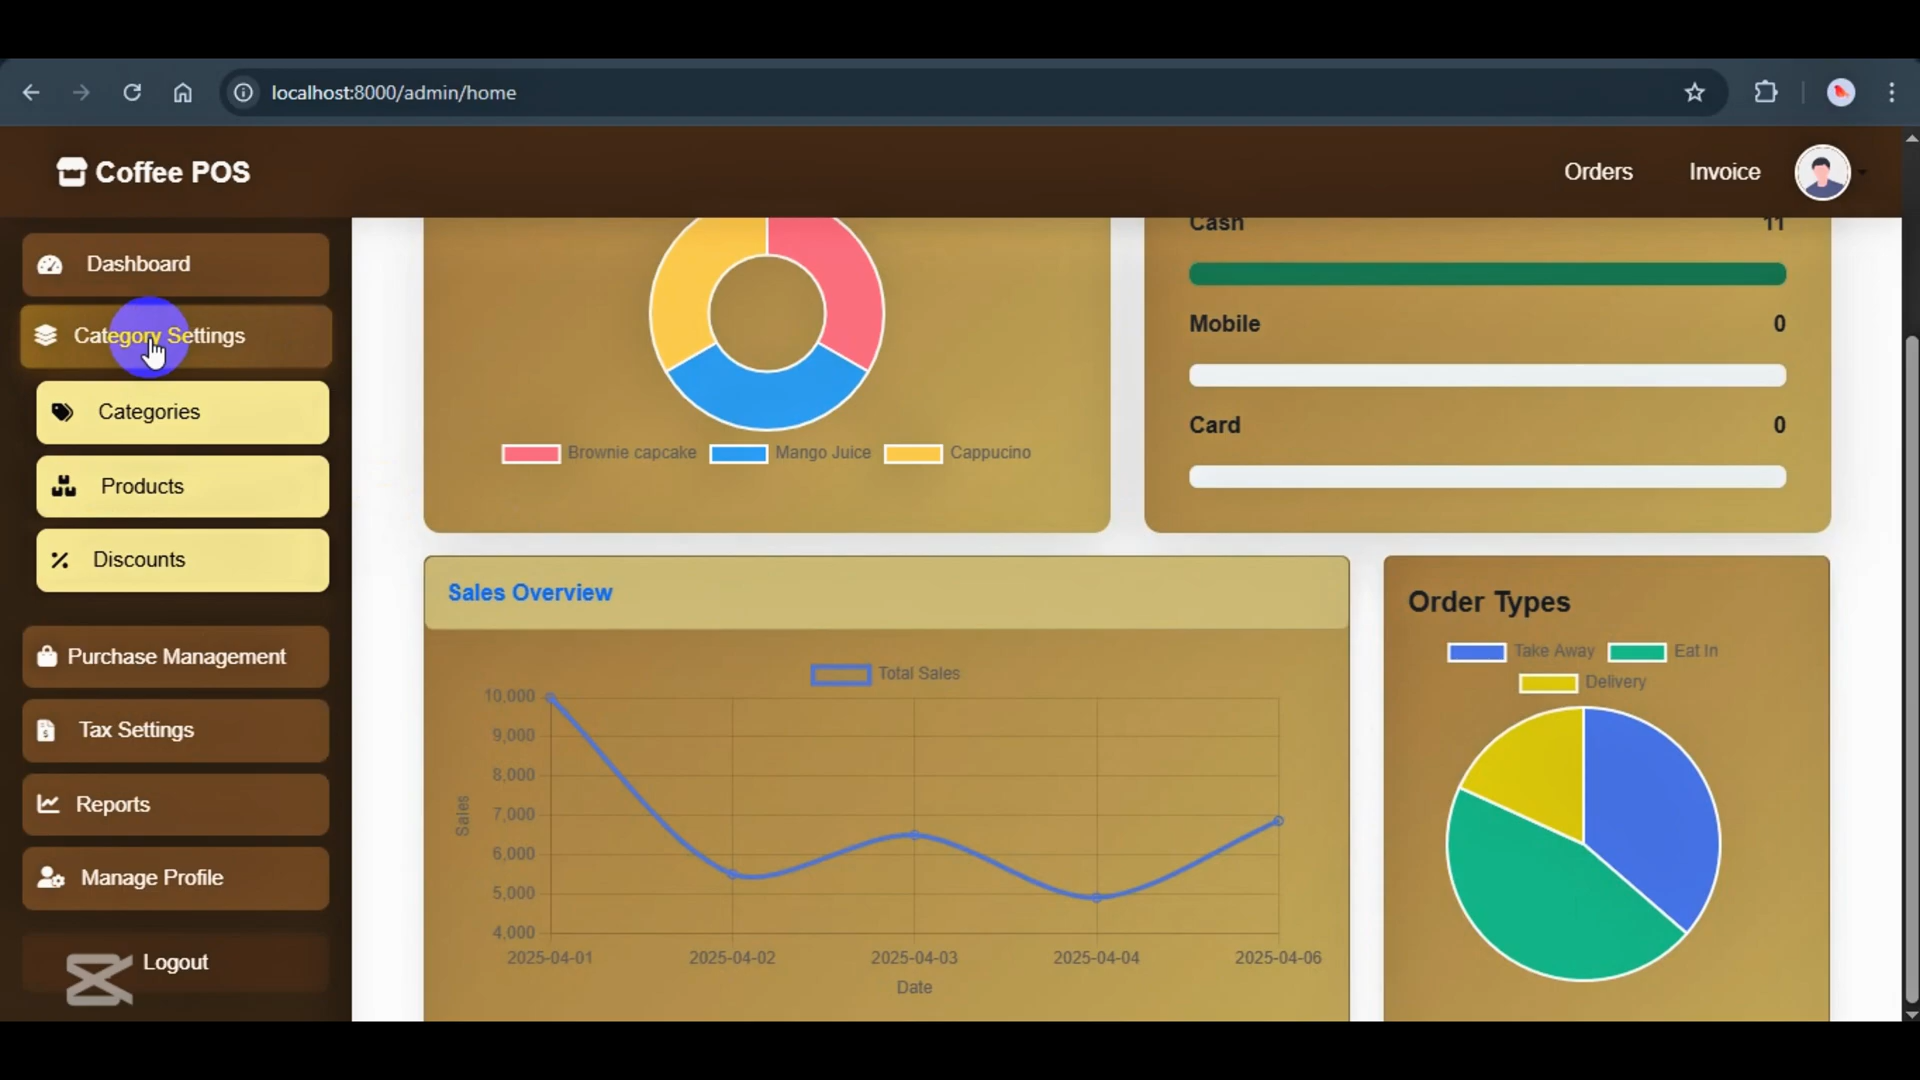 localhost:8000/admin/home
Coffee POS
Orders
Invoice
Dashboard
Category Settings
Categories
Products
Discounts
Purchase Management
Tax Settings
Reports
Manage Profile
Logout
Brownie capcake
Mango Juice
Cappucino
Cash 11
Mobile 0
Card 0
Sales Overview
Total Sales
10,000
9,000
8,000
7,000
6,000
5,000
4,000
Sales
2025-04-01
2025-04-02
2025-04-03
2025-04-04
2025-04-06
Date
Order Types
Take Away
Eat In
Delivery